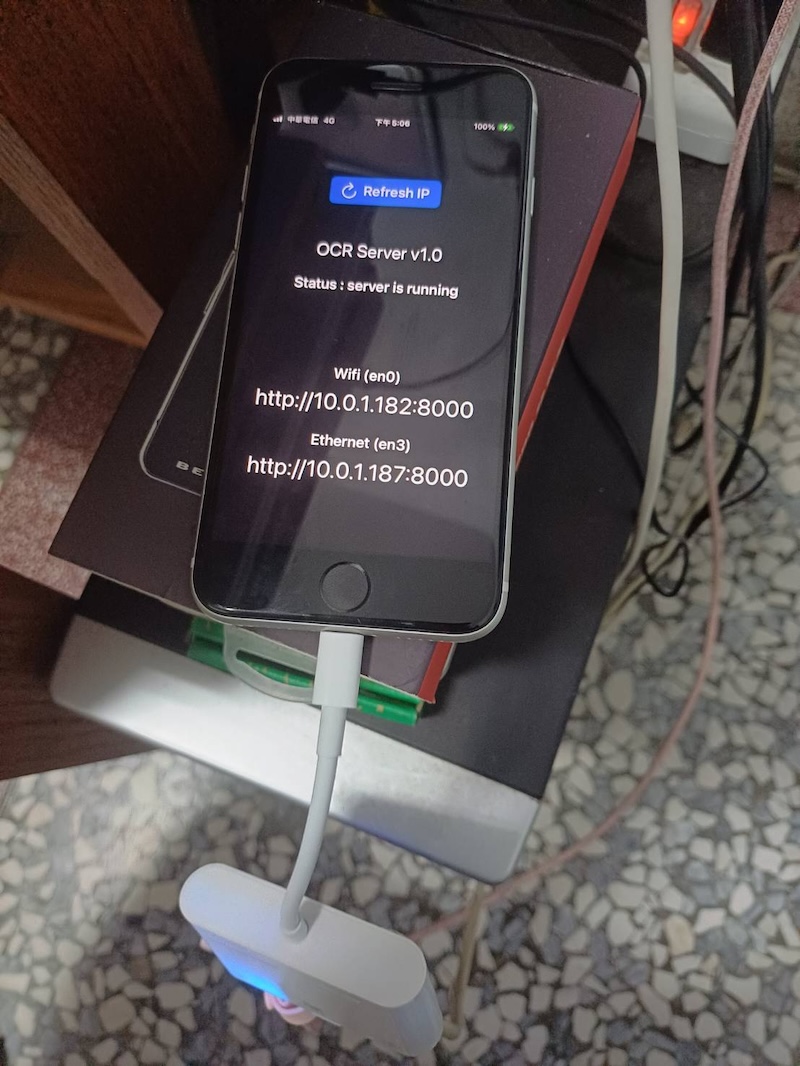 中華電信 4G 下午5:06 100%
Refresh IP
OCR Server v1.0
Status : server is running
Wifi (en0)
http://10.0.1.182:8000
Ethernet (en3)
http://10.0.1.187:8000